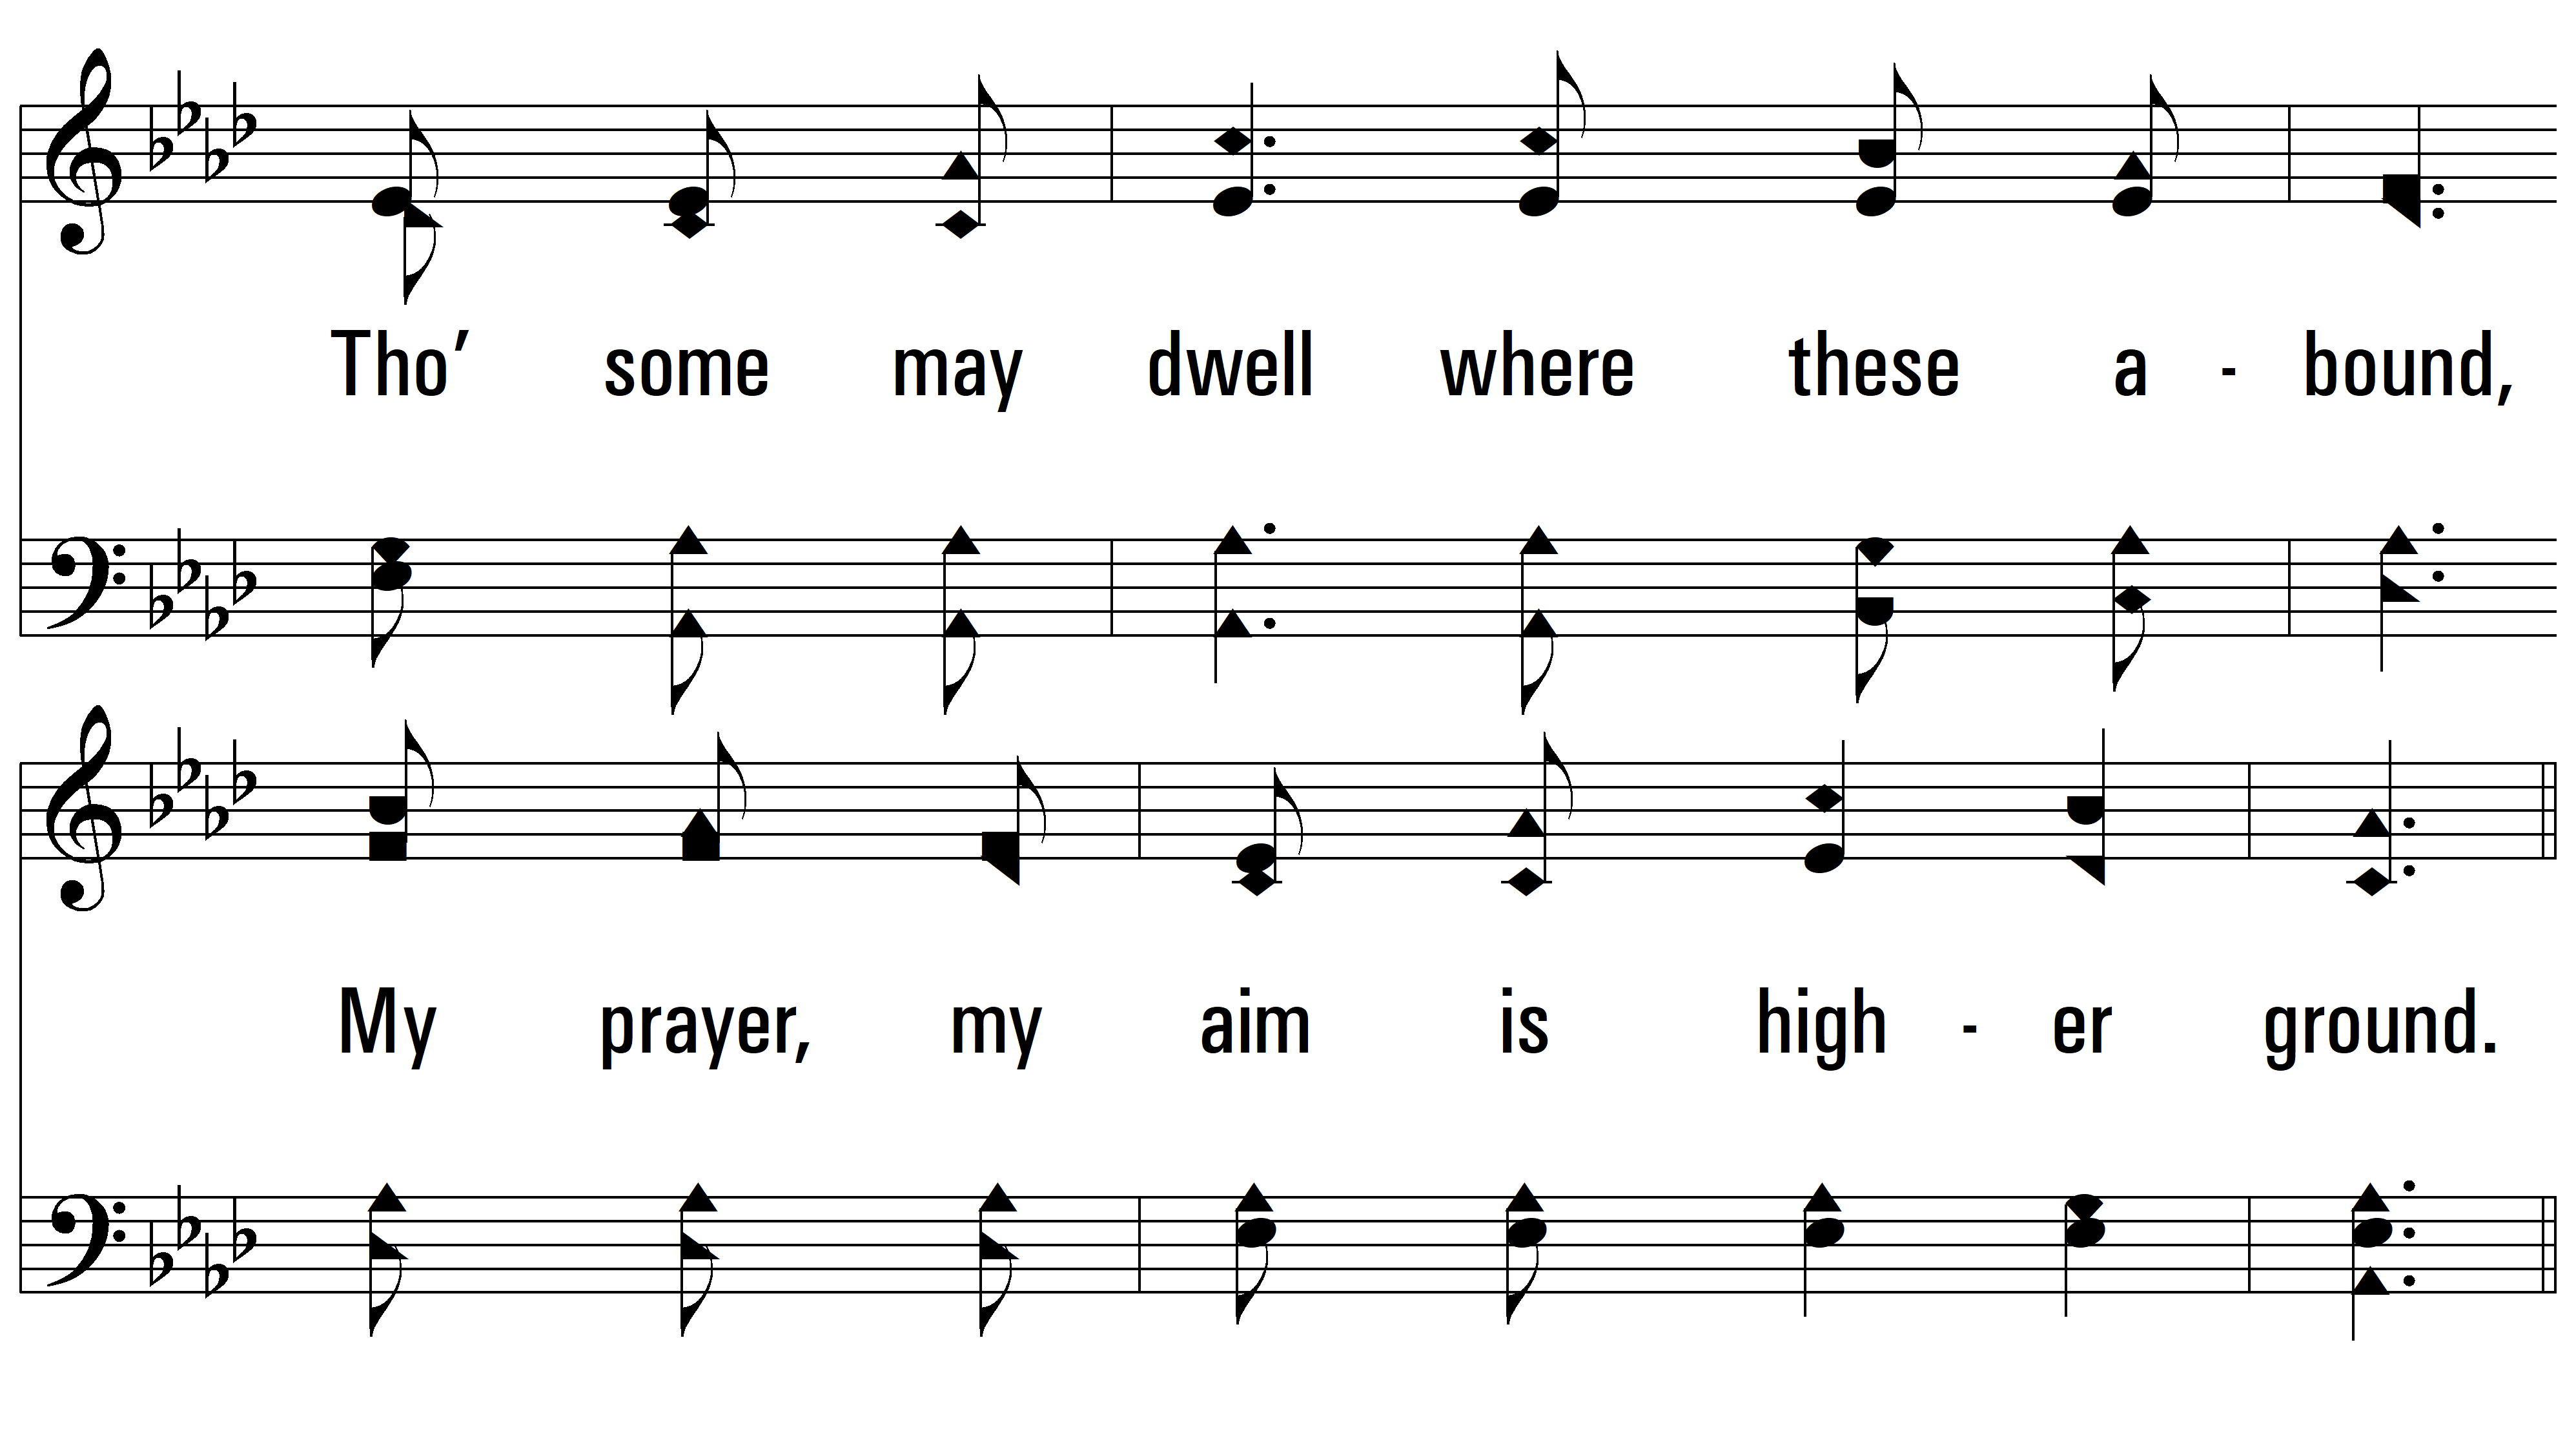 Tho’ some may dwell where these a - bound,
My prayer, my aim is high - er ground.